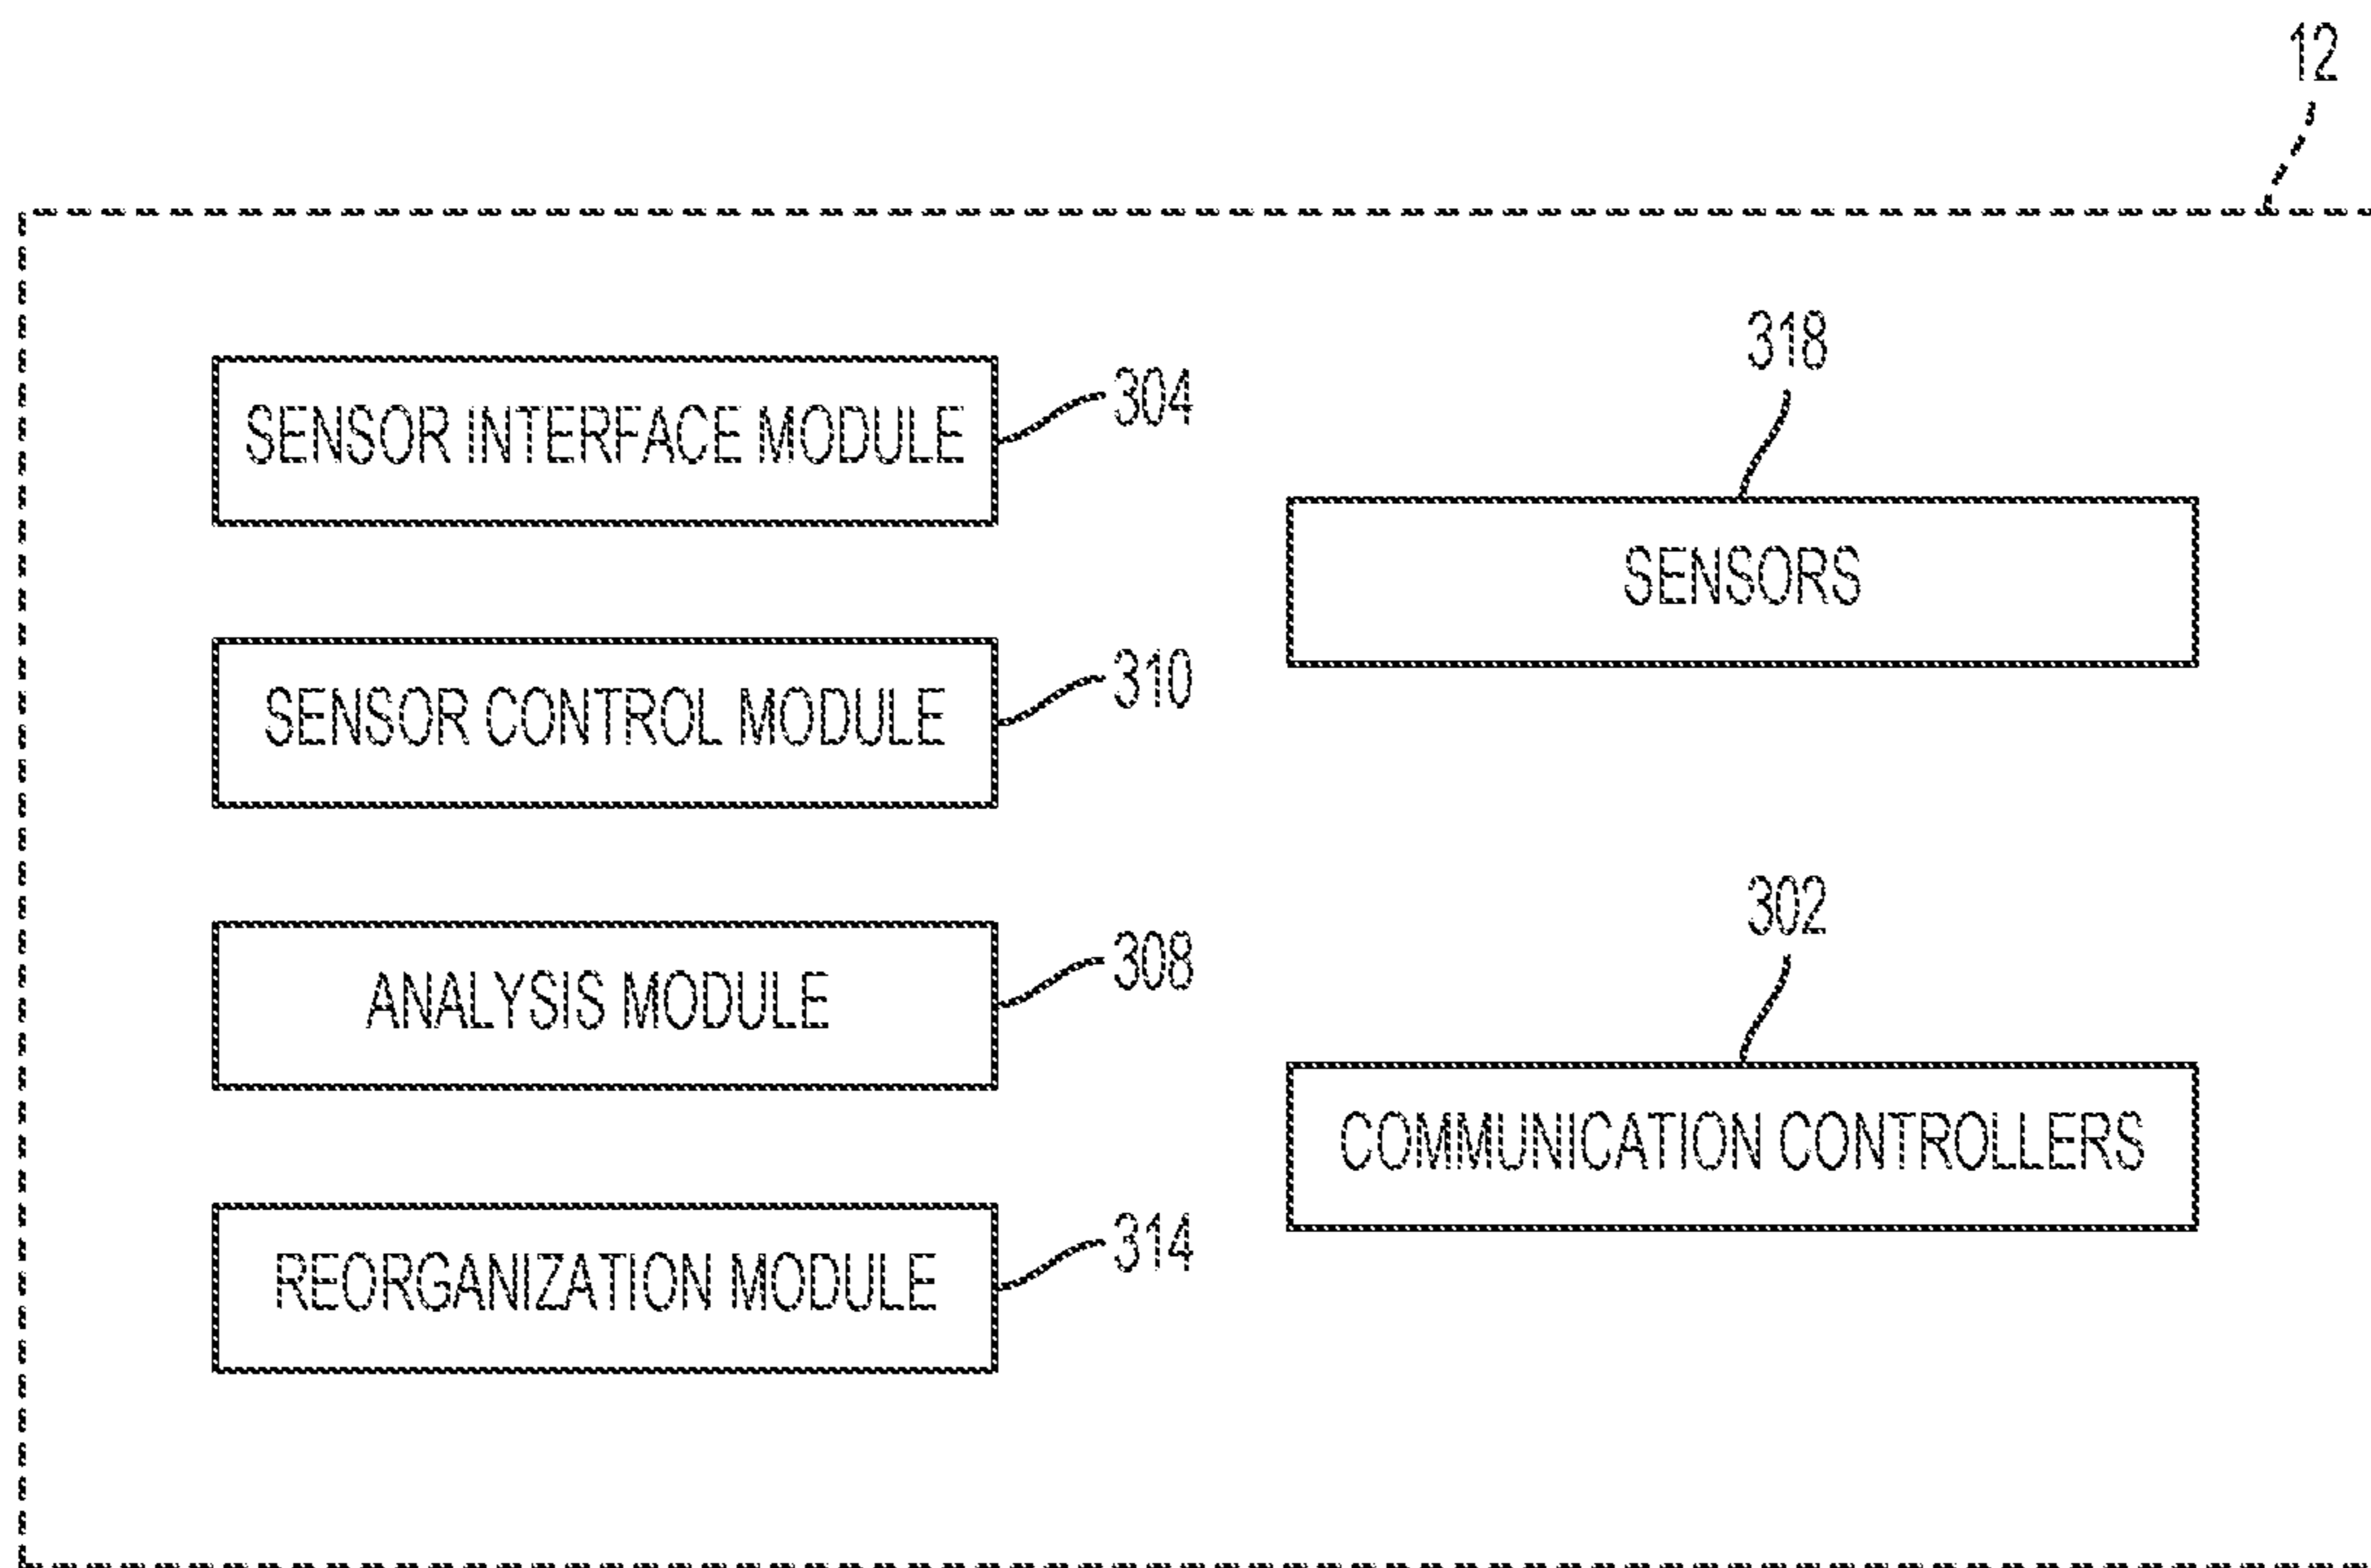 12
SENSOR INTERFACE MODULE
304
318
SENSORS
SENSOR CONTROL MODULE
310
ANALYSIS MODULE
308
302
COMMUNICATION CONTROLLERS
REORGANIZATION MODULE
314